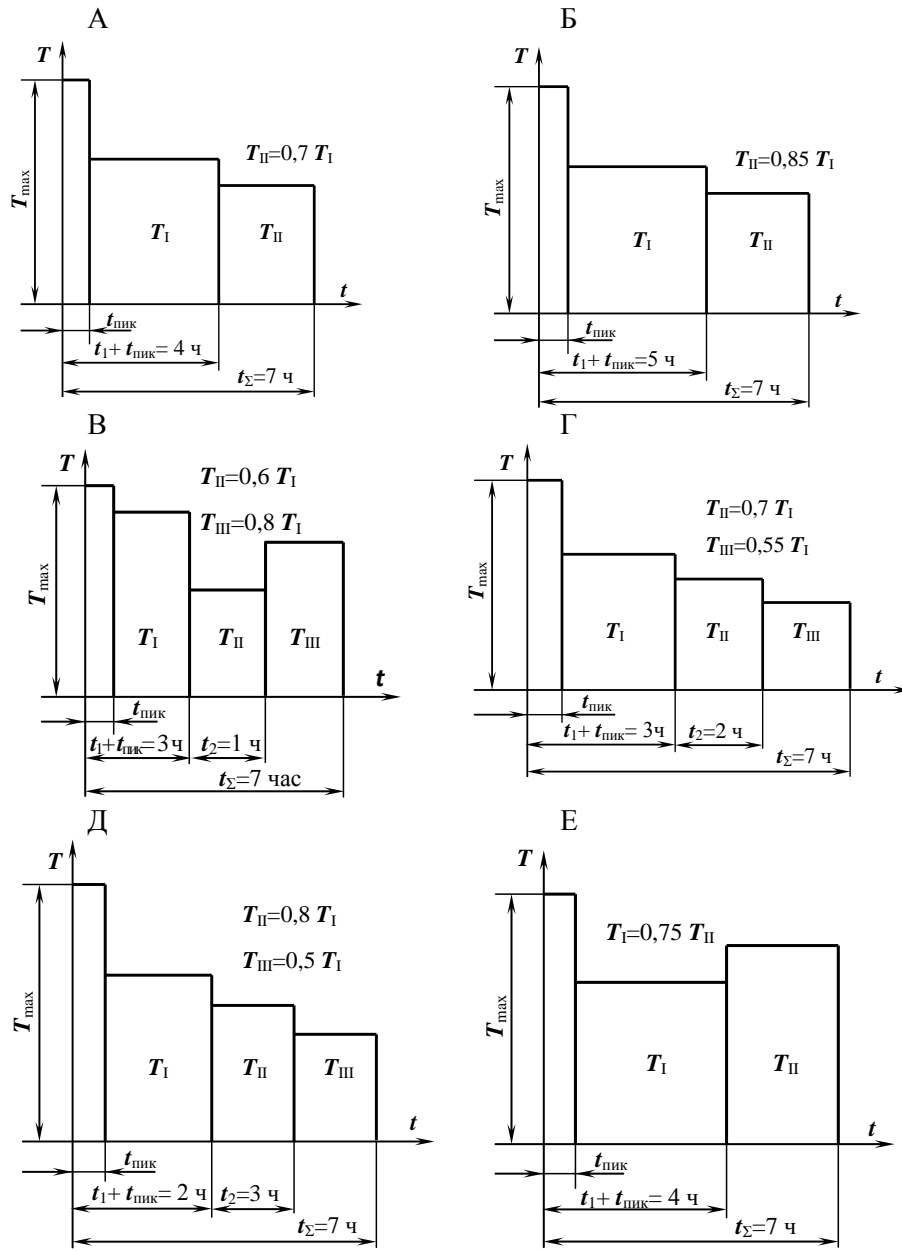 А
T
T_max
T_II=0,7 T_I
T_I
T_II
t
t_пик
t_1+ t_пик= 4 ч
t_Σ=7 ч
Б
T
T_max
T_II=0,85 T_I
T_I
T_II
t
t_пик
t_1+ t_пик= 5 ч
t_Σ=7 ч
В
T
T_max
T_II=0,6 T_I
T_III=0,8 T_I
T_I
T_II
T_III
t
t_пик
t_1+t_пик=3 ч
t_2=1 ч
t_Σ=7 час
Г
T
T_max
T_II=0,7 T_I
T_III=0,55 T_I
T_I
T_II
T_III
t
t_пик
t_1+ t_пик= 3ч
t_2=2 ч
t_Σ=7 ч
Д
T
T_max
T_II=0,8 T_I
T_III=0,5 T_I
T_I
T_II
T_III
t
t_пик
t_1+ t_пик= 2 ч
t_2=3 ч
t_Σ=7 ч
Е
T
T_max
T_I=0,75 T_II
T_I
T_II
t
t_пик
t_1+ t_пик= 4 ч
t_Σ=7 ч